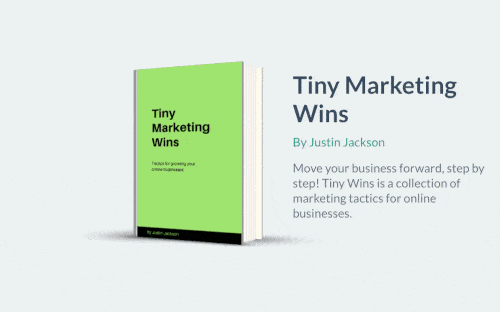 Tiny
Marketing
Wins
Tactics for growing your
online businesses
By Justin Jackson
Tiny Marketing
Wins
By Justin Jackson
Move your business forward, step by
step! Tiny Wins is a collection of
marketing tactics for online
businesses.